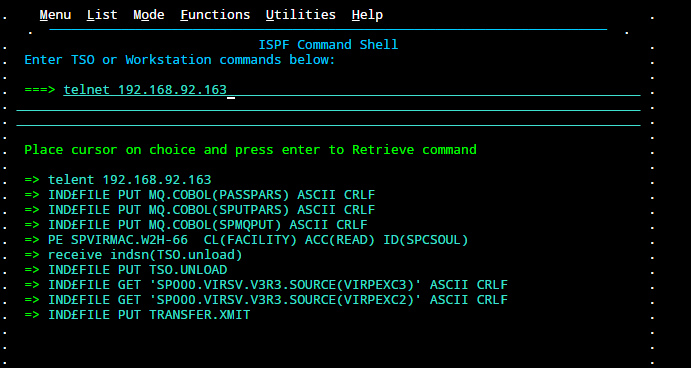 Menu List Mode Functions Utilities Help
ISPF Command Shell
Enter TSO or Workstation commands below:
===> telnet 192.168.92.163
Place cursor on choice and press enter to Retrieve command
=> telent 192.168.92.163
=> IND£FILE PUT MQ.COBOL(PASSPARS) ASCII CRLF
=> IND£FILE PUT MQ.COBOL(SPUTPARS) ASCII CRLF
=> IND£FILE PUT MQ.COBOL(SPMQPUT) ASCII CRLF
=> PE SPVIRMAC.W2H-66  CL(FACILITY) ACC(READ) ID(SPCSOUL)
=> receive indsn(TSO.unload)
=> IND£FILE PUT TSO.UNLOAD
=> IND£FILE GET 'SP000.VIRSV.V3R3.SOURCE(VIRPEXC3)' ASCII CRLF
=> IND£FILE GET 'SP000.VIRSV.V3R3.SOURCE(VIRPEXC2)' ASCII CRLF
=> IND£FILE PUT TRANSFER.XMIT